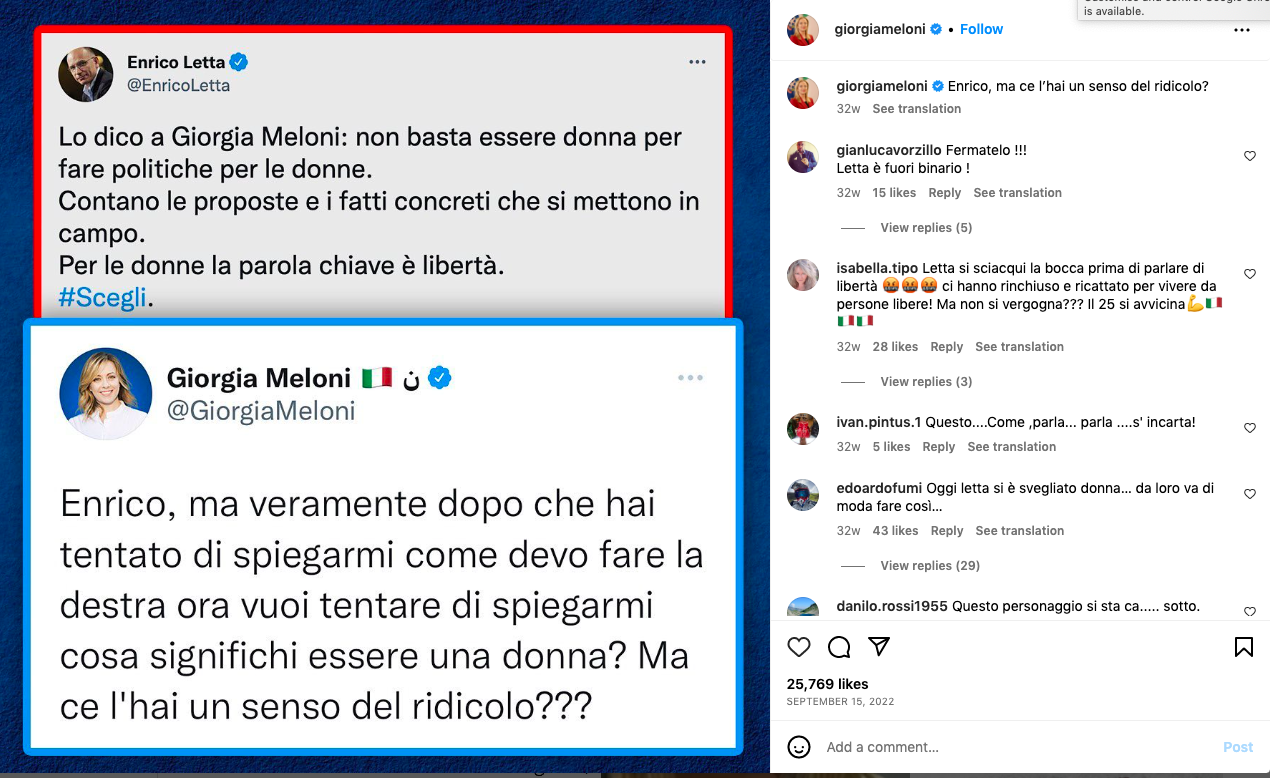 Enrico Letta
@EnricoLetta
Lo dico a Giorgia Meloni: non basta essere donna per
fare politiche per le donne.
Contano le proposte e i fatti concreti che si mettono in
campo.
Per le donne la parola chiave è libertà.
#Scegli.
Giorgia Meloni 🇮🇹 ن
@GiorgiaMeloni
Enrico, ma veramente dopo che hai
tentato di spiegarmi come devo fare la
destra ora vuoi tentare di spiegarmi
cosa significhi essere una donna? Ma
ce l'hai un senso del ridicolo???
is available.
giorgiameloni • Follow
giorgiameloni Enrico, ma ce l’hai un senso del ridicolo?
32w See translation
gianlucavorzillo Fermatelo !!!
Letta è fuori binario !
32w 15 likes Reply See translation
View replies (5)
isabella.tipo Letta si sciacqui la bocca prima di parlare di
libertà 🤬🤬🤬 ci hanno rinchiuso e ricattato per vivere da
persone libere! Ma non si vergogna??? Il 25 si avvicina💪🇮🇹
🇮🇹🇮🇹
32w 28 likes Reply See translation
View replies (3)
ivan.pintus.1 Questo....Come ,parla... parla ....s' incarta!
32w 5 likes Reply See translation
edoardofumi Oggi letta si è svegliato donna... da loro va di
moda fare così...
32w 43 likes Reply See translation
View replies (29)
danilo.rossi1955 Questo personaggio si sta ca..... sotto.
25,769 likes
SEPTEMBER 15, 2022
Add a comment...
Post